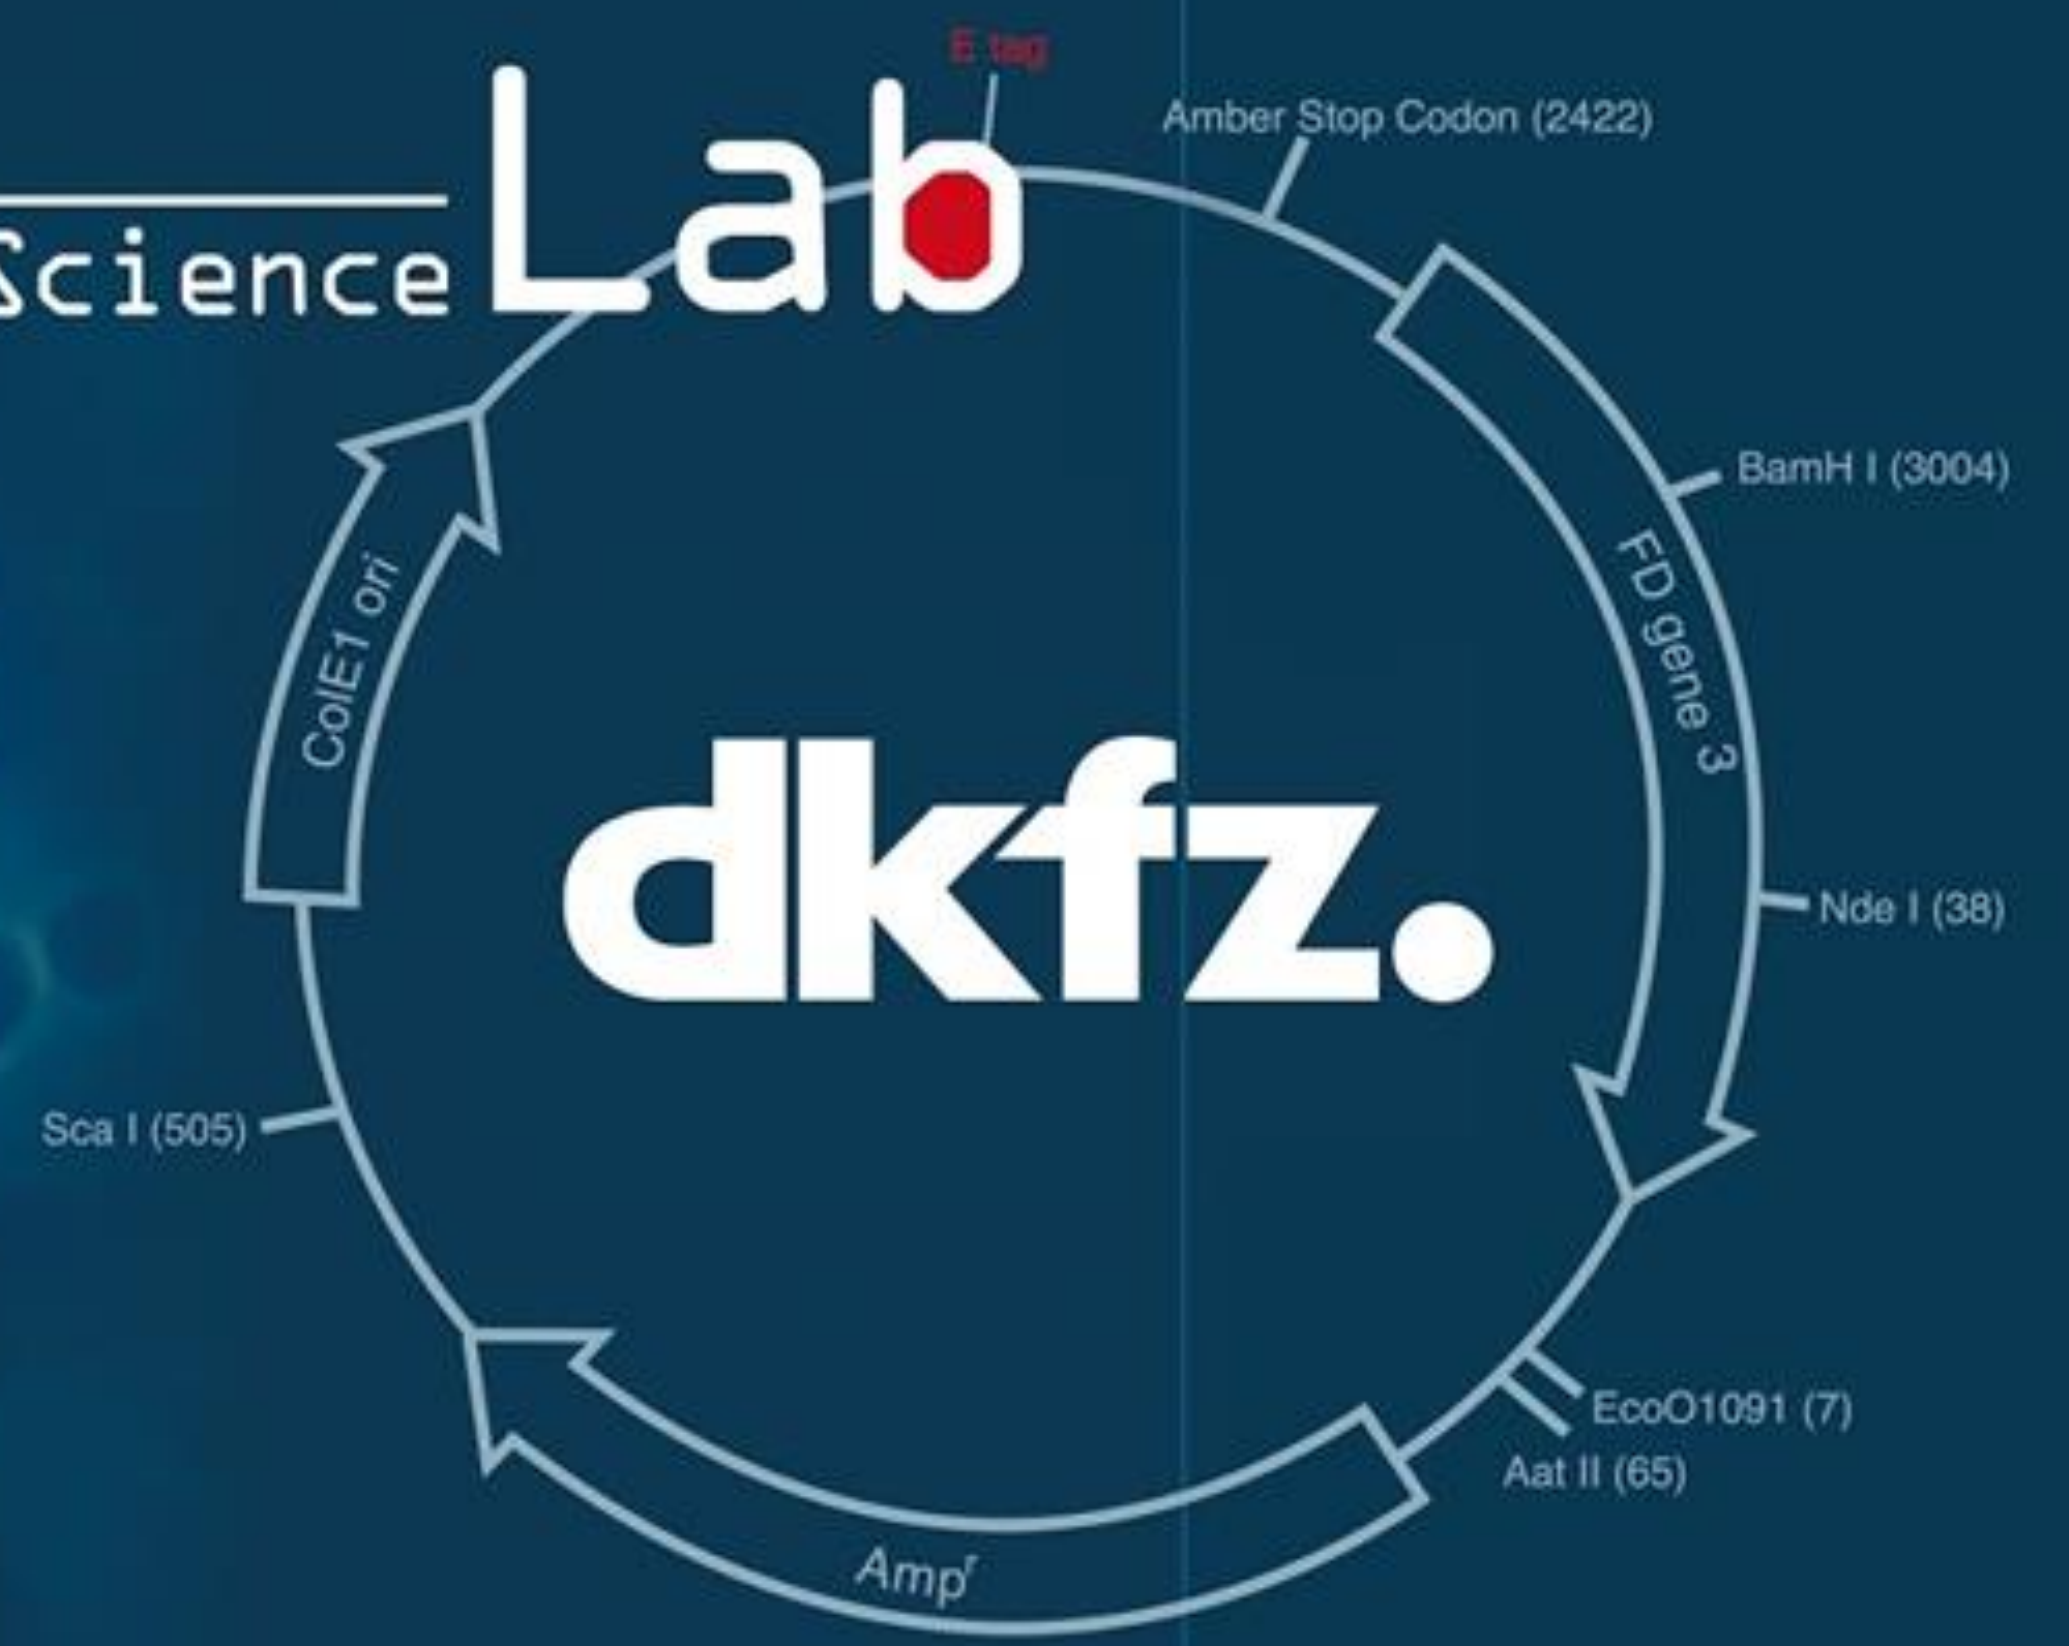 E tag
Lab
Science
Amber Stop Codon (2422)
BamH I (3004)
FD gene 3
ColE1 ori
dkfz.
Nde I (38)
Sca I (505)
EcoO1091 (7)
Aat II (65)
Ampr